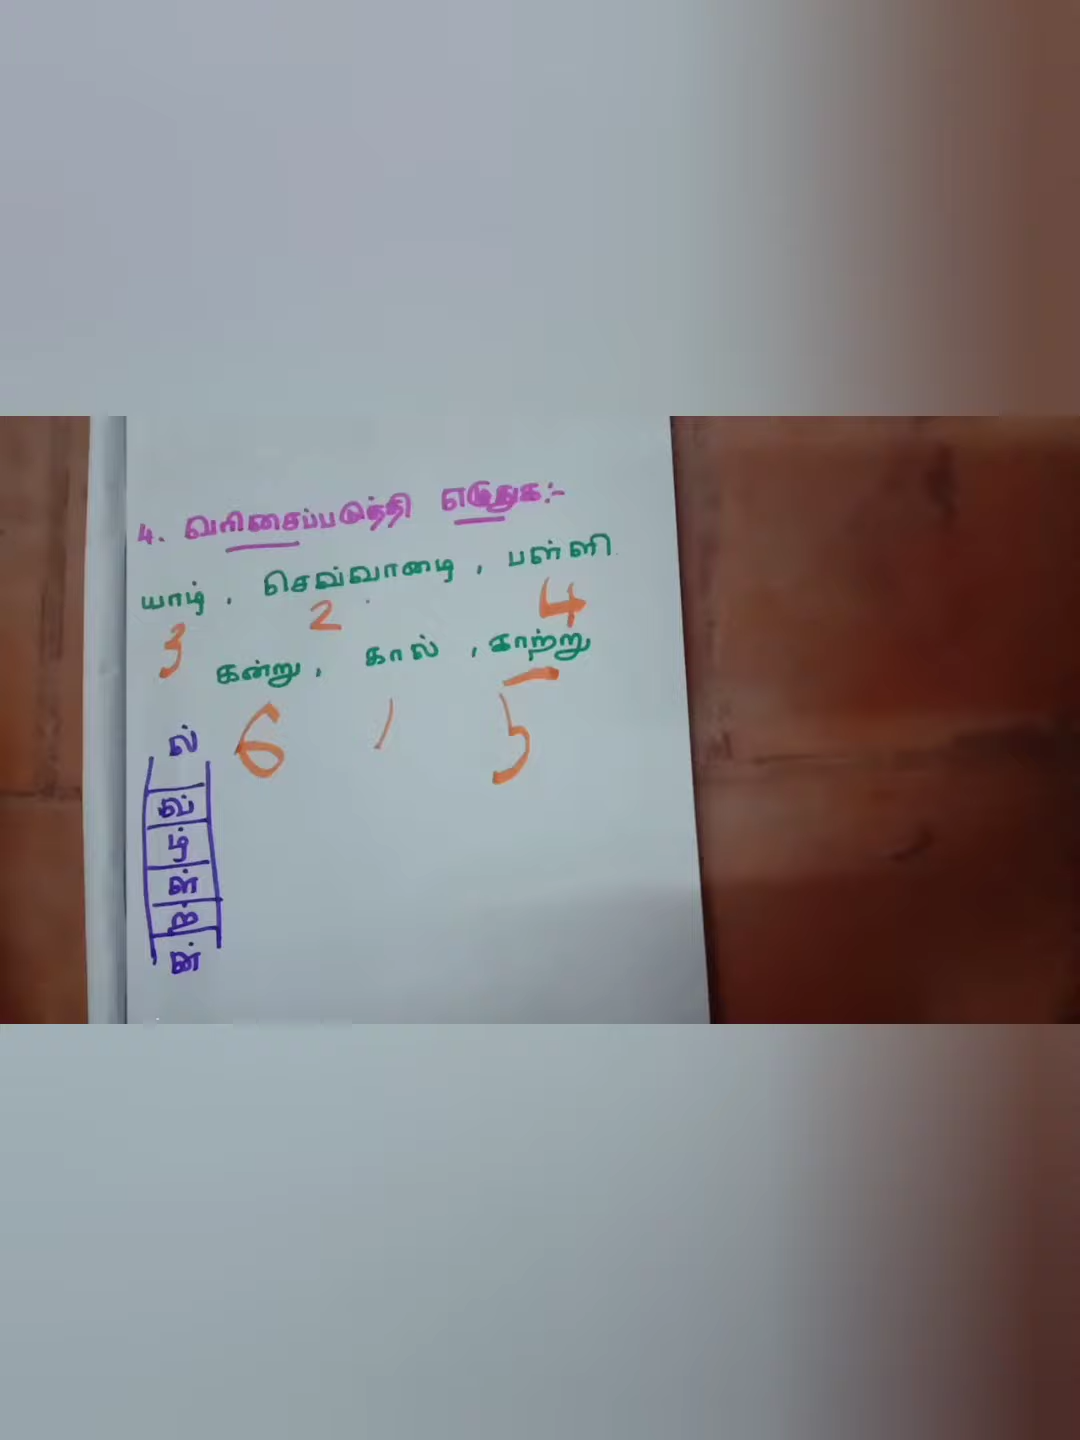 4. வரிசைப்படுத்தி எழுதுக:-
யாழ், செவ்வாடை, பள்ளி
3 2 4
கன்று, கால், காற்று
6 1 5
ல்
வ்
ழ்
ள்
ற்
ன்